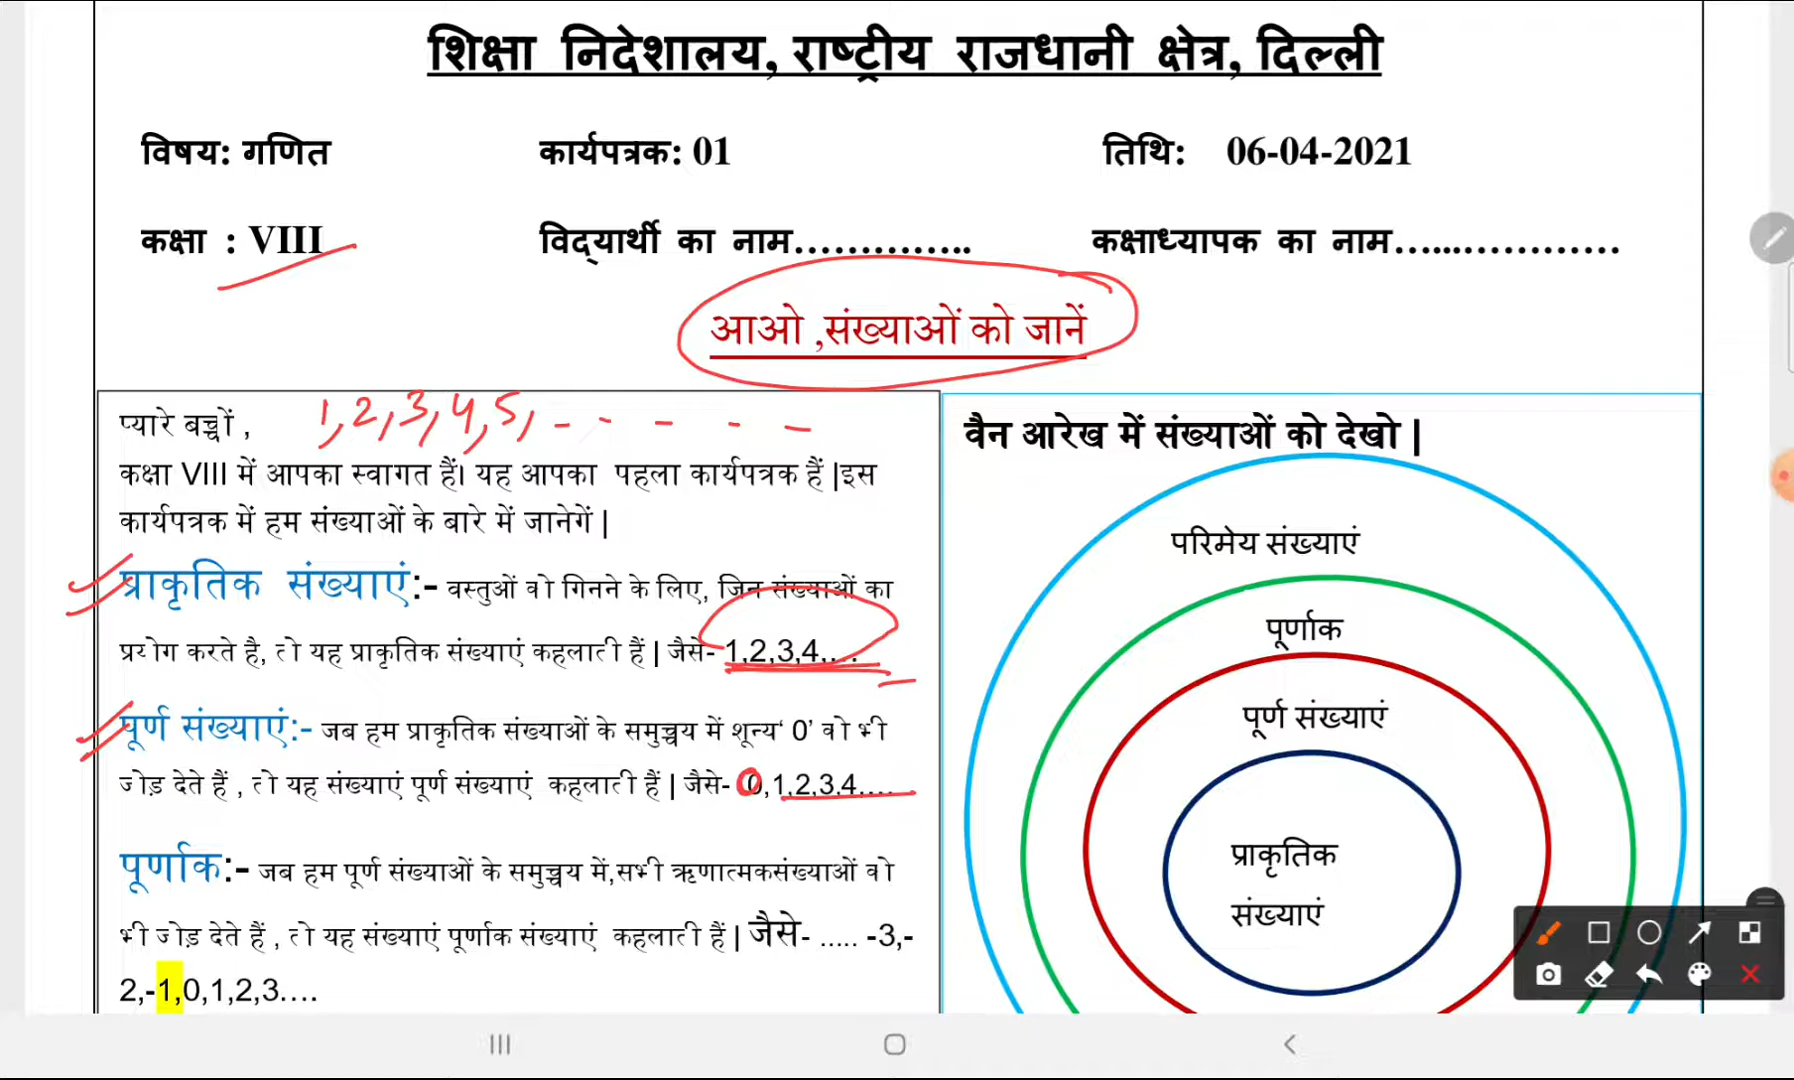 शिक्षा निदेशालय, राष्ट्रीय राजधानी क्षेत्र, दिल्ली
विषय: गणित कार्यपत्रक: 01 तिथि: 06-04-2021
कक्षा : VIII विद्यार्थी का नाम………….. कक्षाध्यापक का नाम…...…………
आओ ,संख्याओं को जानें
प्यारे बच्चों , 1,2,3,4,5, - - - - -
कक्षा VIII में आपका स्वागत हैं। यह आपका पहला कार्यपत्रक हैं |इस
कार्यपत्रक में हम संख्याओं के बारे में जानेगें |
प्राकृतिक संख्याएं:- वस्तुओं को गिनने के लिए, जिन संख्याओं का
प्रयोग करते है, तो यह प्राकृतिक संख्याएं कहलाती हैं | जैसे- 1,2,3,4,...
पूर्ण संख्याएं:- जब हम प्राकृतिक संख्याओं के समुच्चय में शून्य‘ 0’ को भी
जोड़ देते हैं , तो यह संख्याएं पूर्ण संख्याएं कहलाती हैं | जैसे- 0,1,2,3,4….
पूर्णाक:- जब हम पूर्ण संख्याओं के समुच्चय में,सभी ऋणात्मकसंख्याओं को
भी जोड़ देते हैं , तो यह संख्याएं पूर्णाक संख्याएं कहलाती हैं | जैसे- ..... -3,-
2,-1,0,1,2,3….
वैन आरेख में संख्याओं को देखो |
परिमेय संख्याएं
पूर्णाक
पूर्ण संख्याएं
प्राकृतिक
संख्याएं